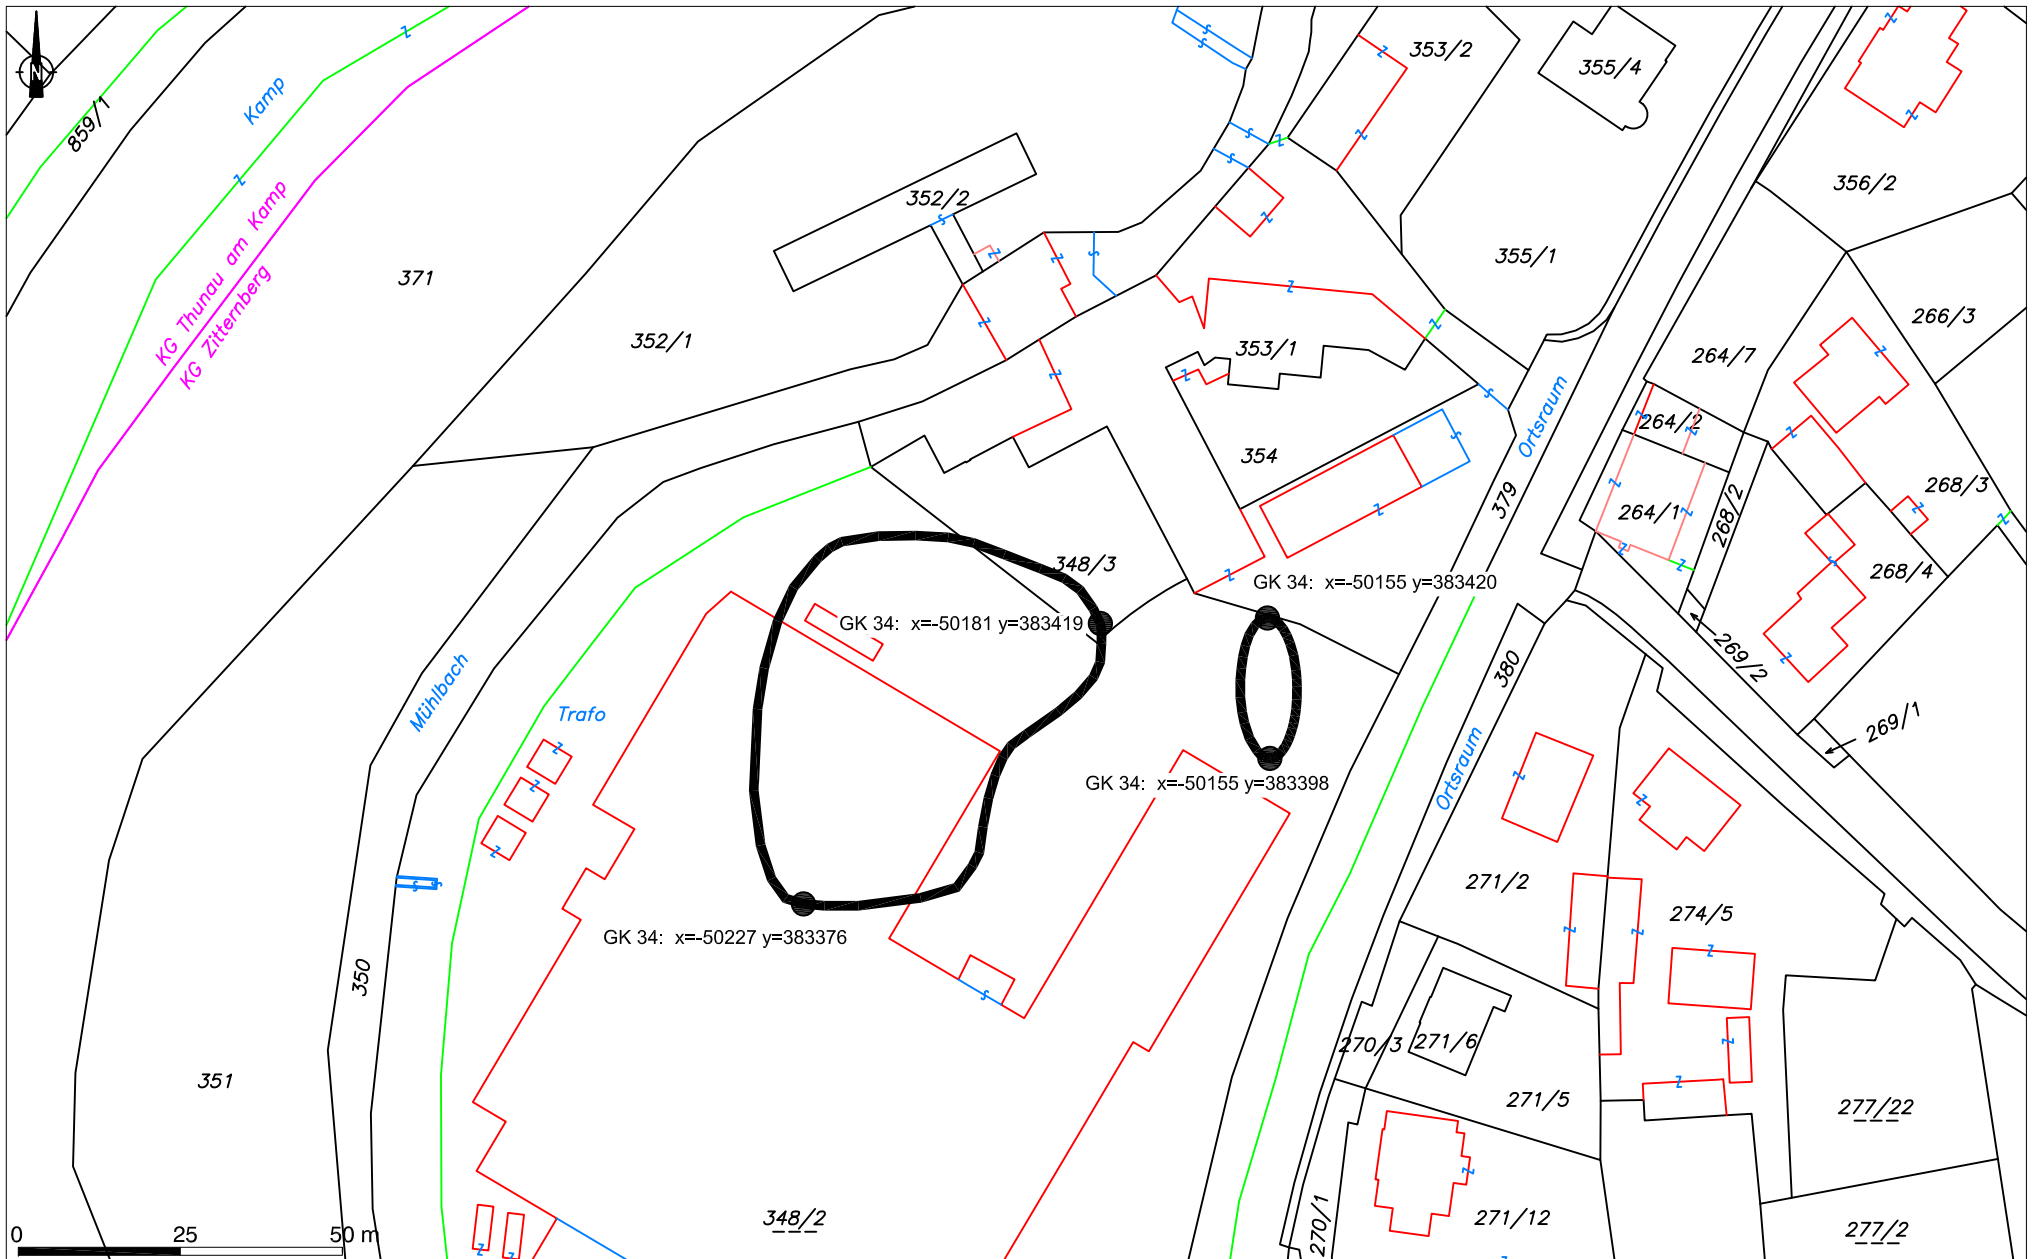 N
859/1
Kamp
KG Thunau am Kamp
KG Zitternberg
371
352/1
352/2
353/2
355/4
356/2
355/1
353/1
354
266/3
264/7
264/2
264/1
268/2
268/3
268/4
Ortsraum
379
348/3
GK 34: x=-50155 y=383420
GK 34: x=-50181 y=383419
Mühlbach
Trafo
GK 34: x=-50155 y=383398
GK 34: x=-50227 y=383376
380
Ortsraum
269/2
269/1
271/2
274/5
350
351
270/3
271/6
271/5
277/22
348/2
270/1
271/12
277/2
0 25 50 m